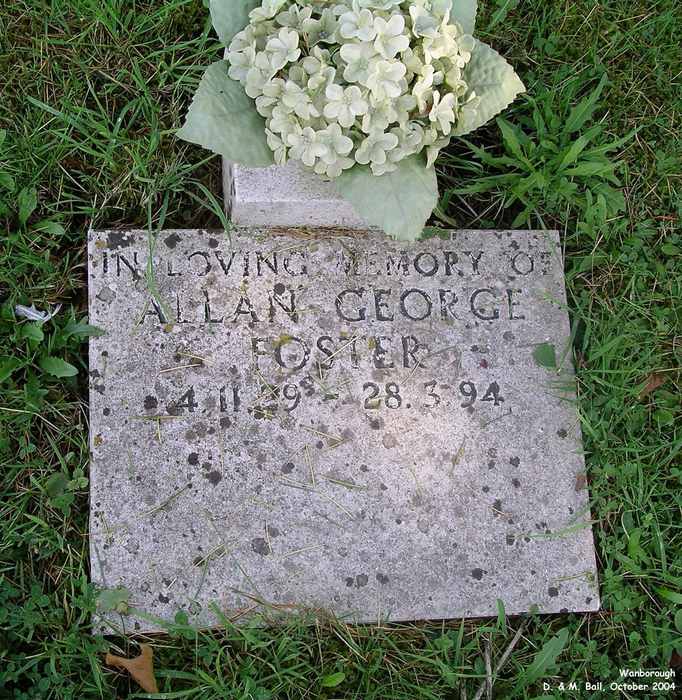 IN LOVING MEMORY OF
ALLAN GEORGE
FOSTER
4.11.29 - 28.3.94
Wanborough
D. & M. Ball, October 2004